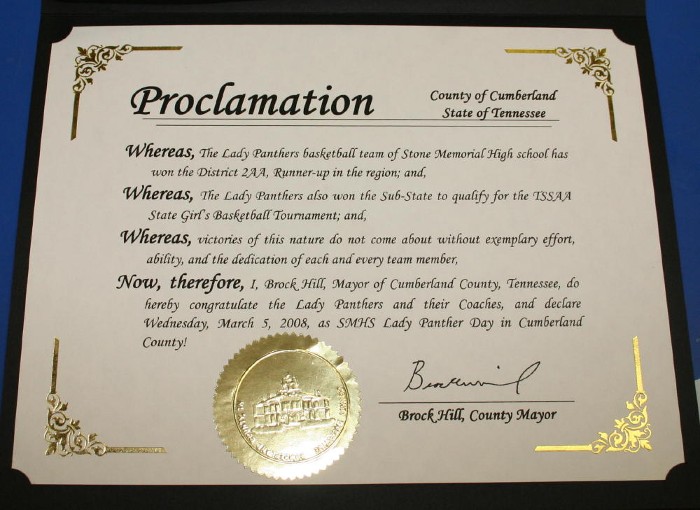 Proclamation
County of Cumberland
State of Tennessee
Whereas, The Lady Panthers basketball team of Stone Memorial High school has
won the District 2AA, Runner-up in the region; and,
Whereas, The Lady Panthers also won the Sub-State to qualify for the TSSAA
State Girl's Basketball Tournament; and,
Whereas, victories of this nature do not come about without exemplary effort,
ability, and the dedication of each and every team member,
Now, therefore, I, Brock Hill, Mayor of Cumberland County, Tennessee, do
hereby congratulate the Lady Panthers and their Coaches, and declare
Wednesday, March 5, 2008, as SMHS Lady Panther Day in Cumberland
County!
Brock Hill, County Mayor